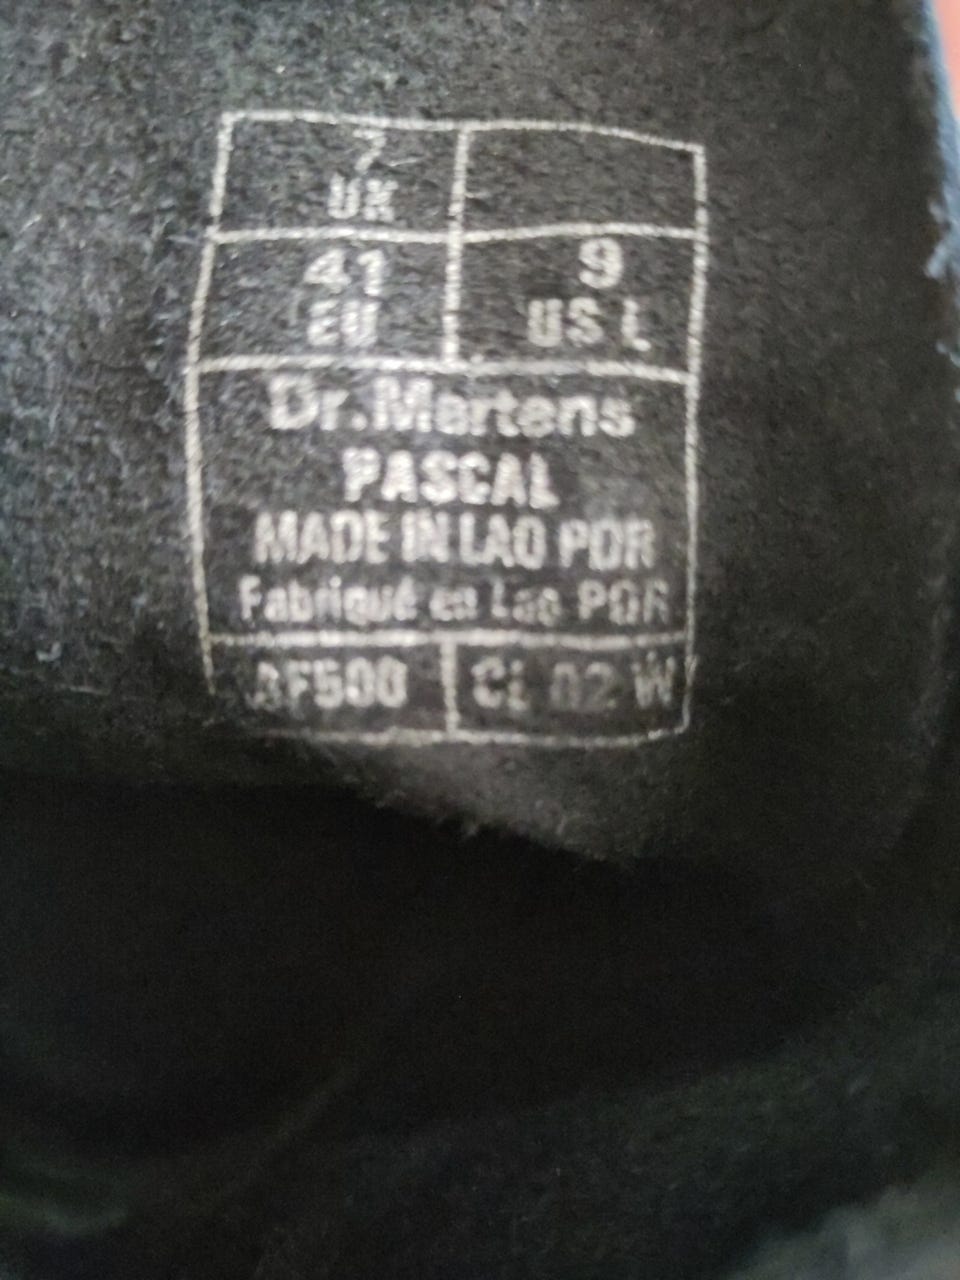 7
UK
41
EU
9
US L
Dr.Martens
PASCAL
MADE IN LAO PDR
Fabriqué en Lao PDR
CL 02 W